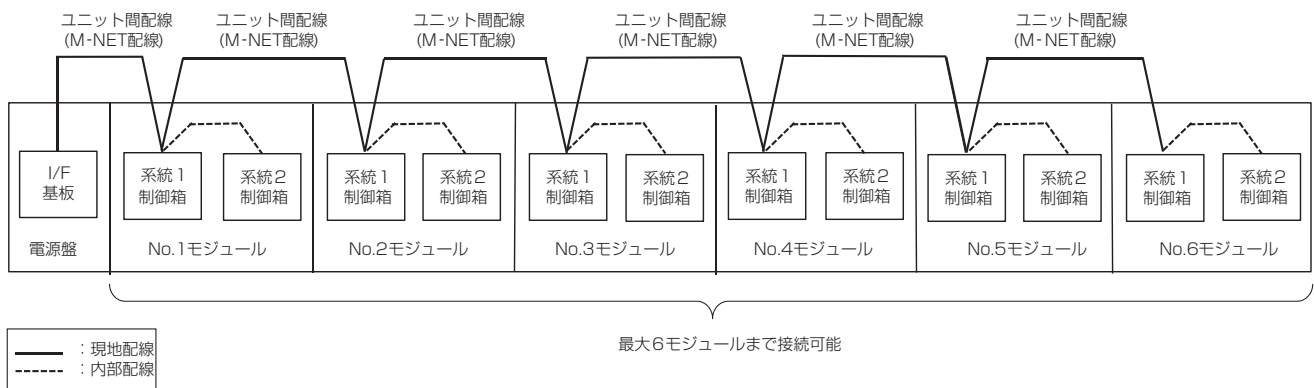 ユニット間配線
(M-NET配線)
ユニット間配線
(M-NET配線)
ユニット間配線
(M-NET配線)
ユニット間配線
(M-NET配線)
ユニット間配線
(M-NET配線)
ユニット間配線
(M-NET配線)
I/F
基板
電源盤
系統1
制御箱
系統2
制御箱
No.1モジュール
系統1
制御箱
系統2
制御箱
No.2モジュール
系統1
制御箱
系統2
制御箱
No.3モジュール
系統1
制御箱
系統2
制御箱
No.4モジュール
系統1
制御箱
系統2
制御箱
No.5モジュール
系統1
制御箱
系統2
制御箱
No.6モジュール
最大6モジュールまで接続可能
：現地配線
：内部配線